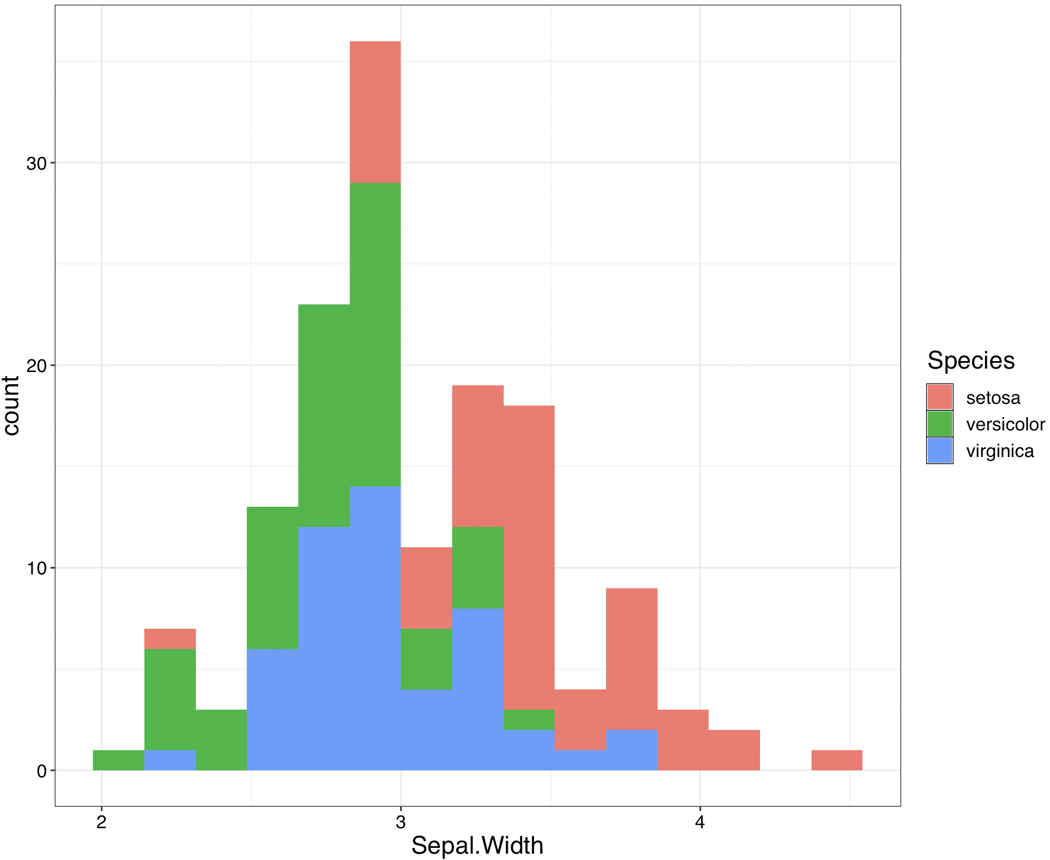 30
20
10
0
count
2 3 4
Sepal.Width
Species
setosa
versicolor
virginica